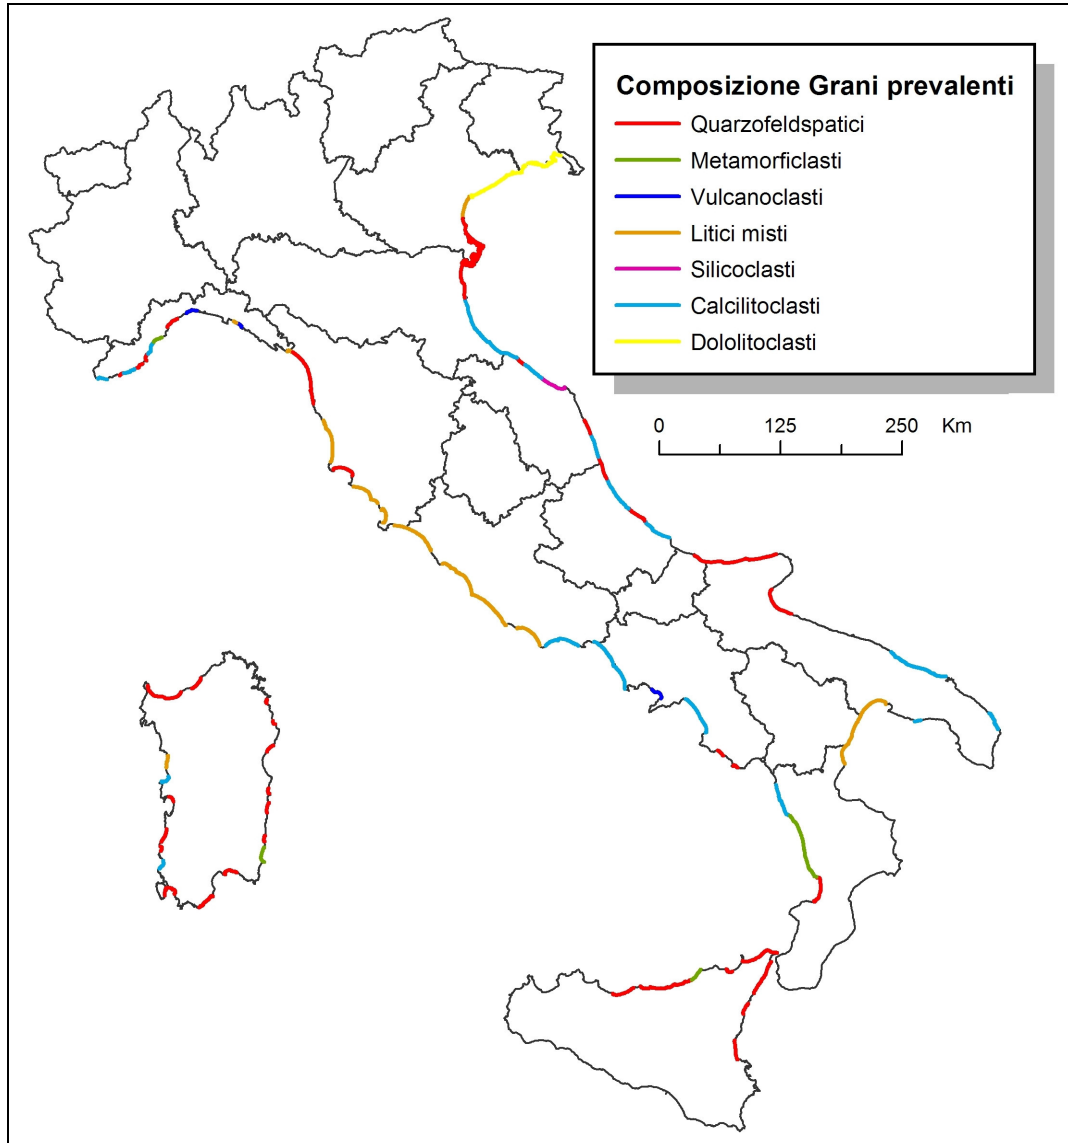 Composizione Grani prevalenti
Quarzofeldspatici
Metamorficlasti
Vulcanoclasti
Litici misti
Silicoclasti
Calcilitoclasti
Dololitoclasti
0 125 250 Km